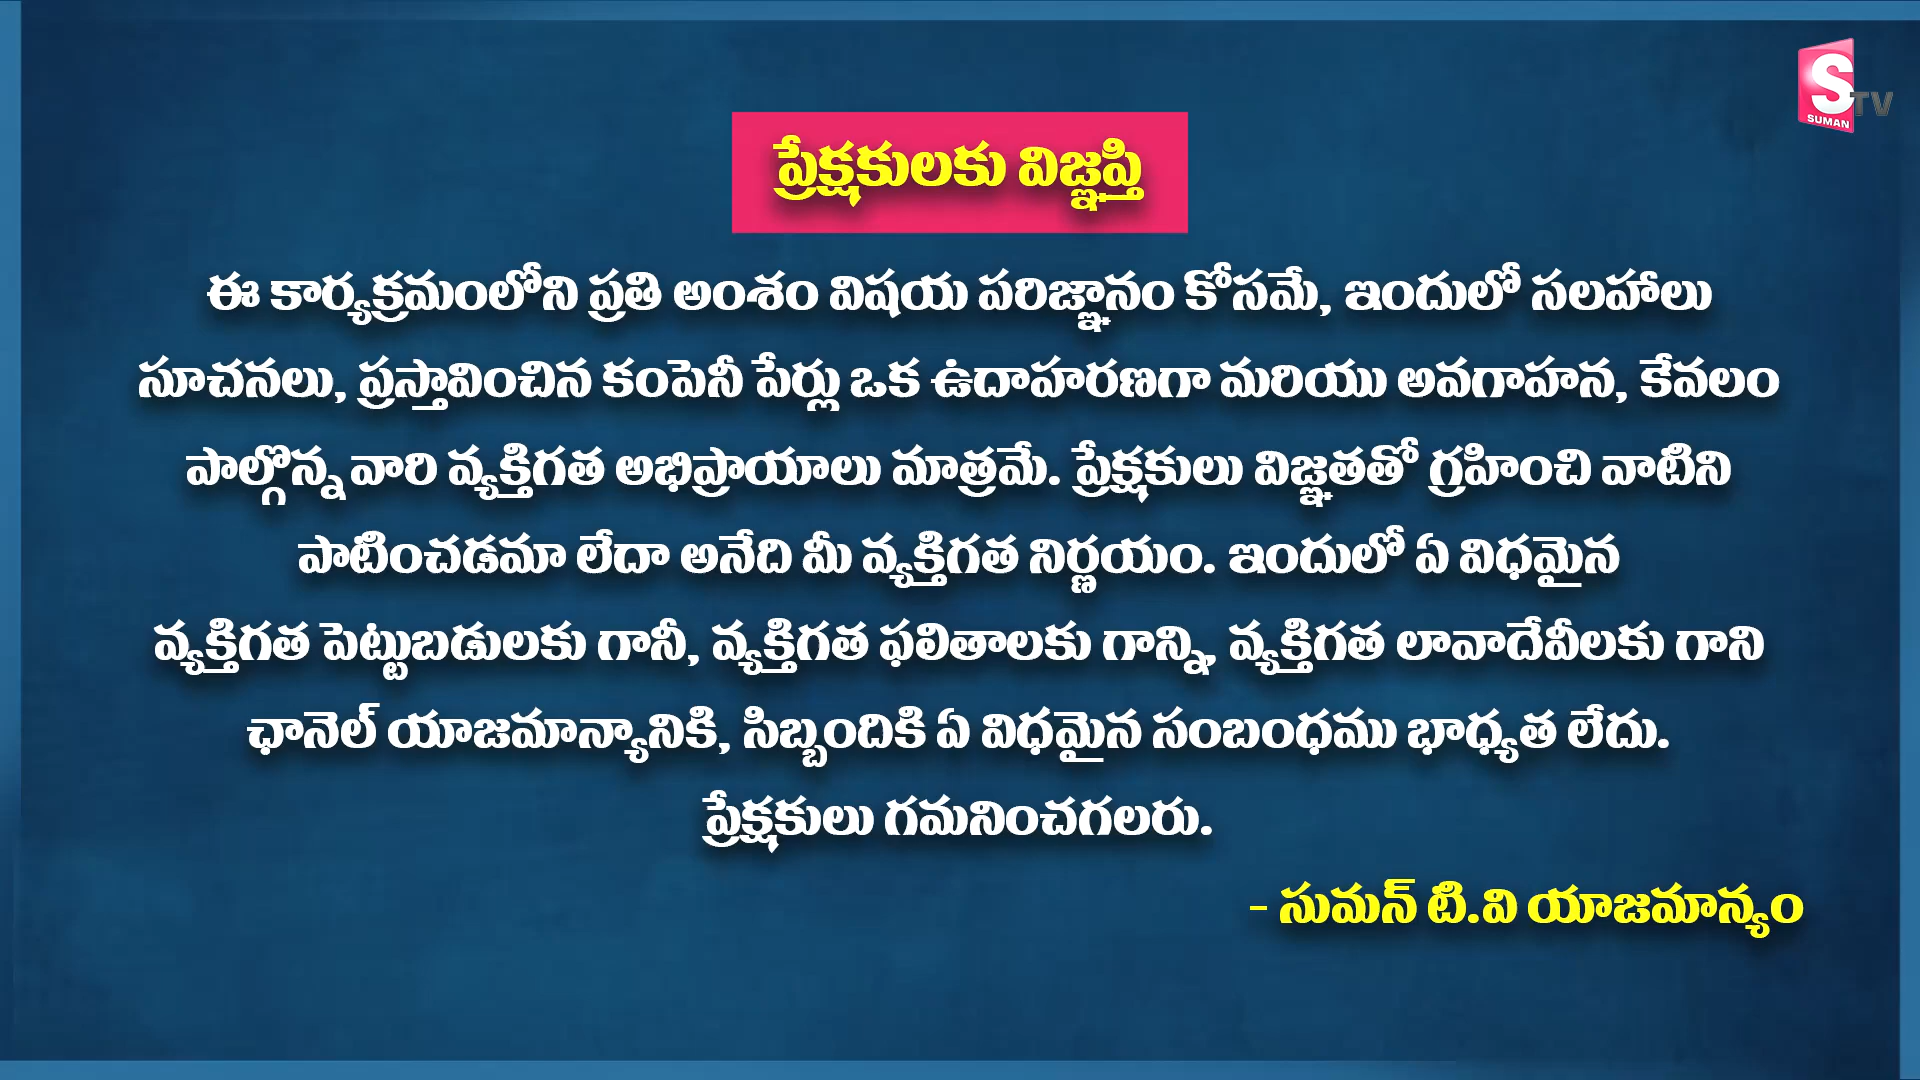 S
TV
SUMAN
ప్రేక్షకులకు విజ్ఞప్తి
ఈ కార్యక్రమంలోని ప్రతి అంశం విషయ పరిజ్ఞానం కోసమే, ఇందులో సలహాలు
సూచనలు, ప్రస్తావించిన కంపెనీ పేర్లు ఒక ఉదాహరణగా మరియు అవగాహన, కేవలం
పాల్గొన్న వారి వ్యక్తిగత అభిప్రాయాలు మాత్రమే. ప్రేక్షకులు విజ్ఞతతో గ్రహించి వాటిని
పాటించడమా లేదా అనేది మీ వ్యక్తిగత నిర్ణయం. ఇందులో ఏ విధమైన
వ్యక్తిగత పెట్టుబడులకు గానీ, వ్యక్తిగత ఫలితాలకు గాన్ని, వ్యక్తిగత లావాదేవీలకు గాని
ఛానెల్ యాజమాన్యానికి, సిబ్బందికి ఏ విధమైన సంబంధము భాధ్యత లేదు.
ప్రేక్షకులు గమనించగలరు.
- సుమన్ టి.వి యాజమాన్యం